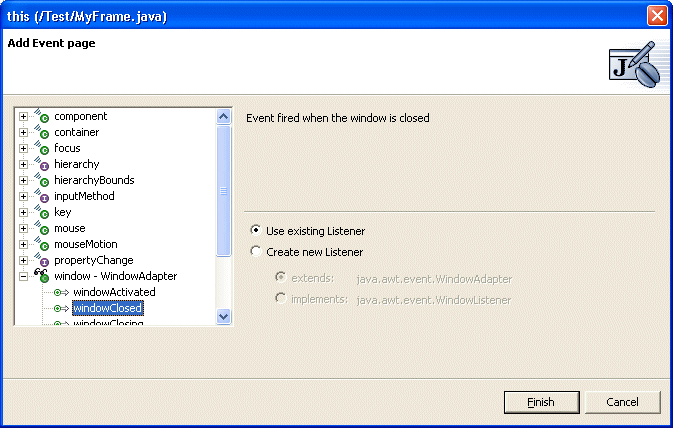 this (/Test/MyFrame.java)
Add Event page
J
component
container
focus
hierarchy
hierarchyBounds
inputMethod
key
mouse
mouseMotion
propertyChange
window - WindowAdapter
windowActivated
windowClosed
windowClosing
Event fired when the window is closed
Use existing Listener
Create new Listener
extends: java.awt.event.WindowAdapter
implements: java.awt.event.WindowListener
Finish Cancel